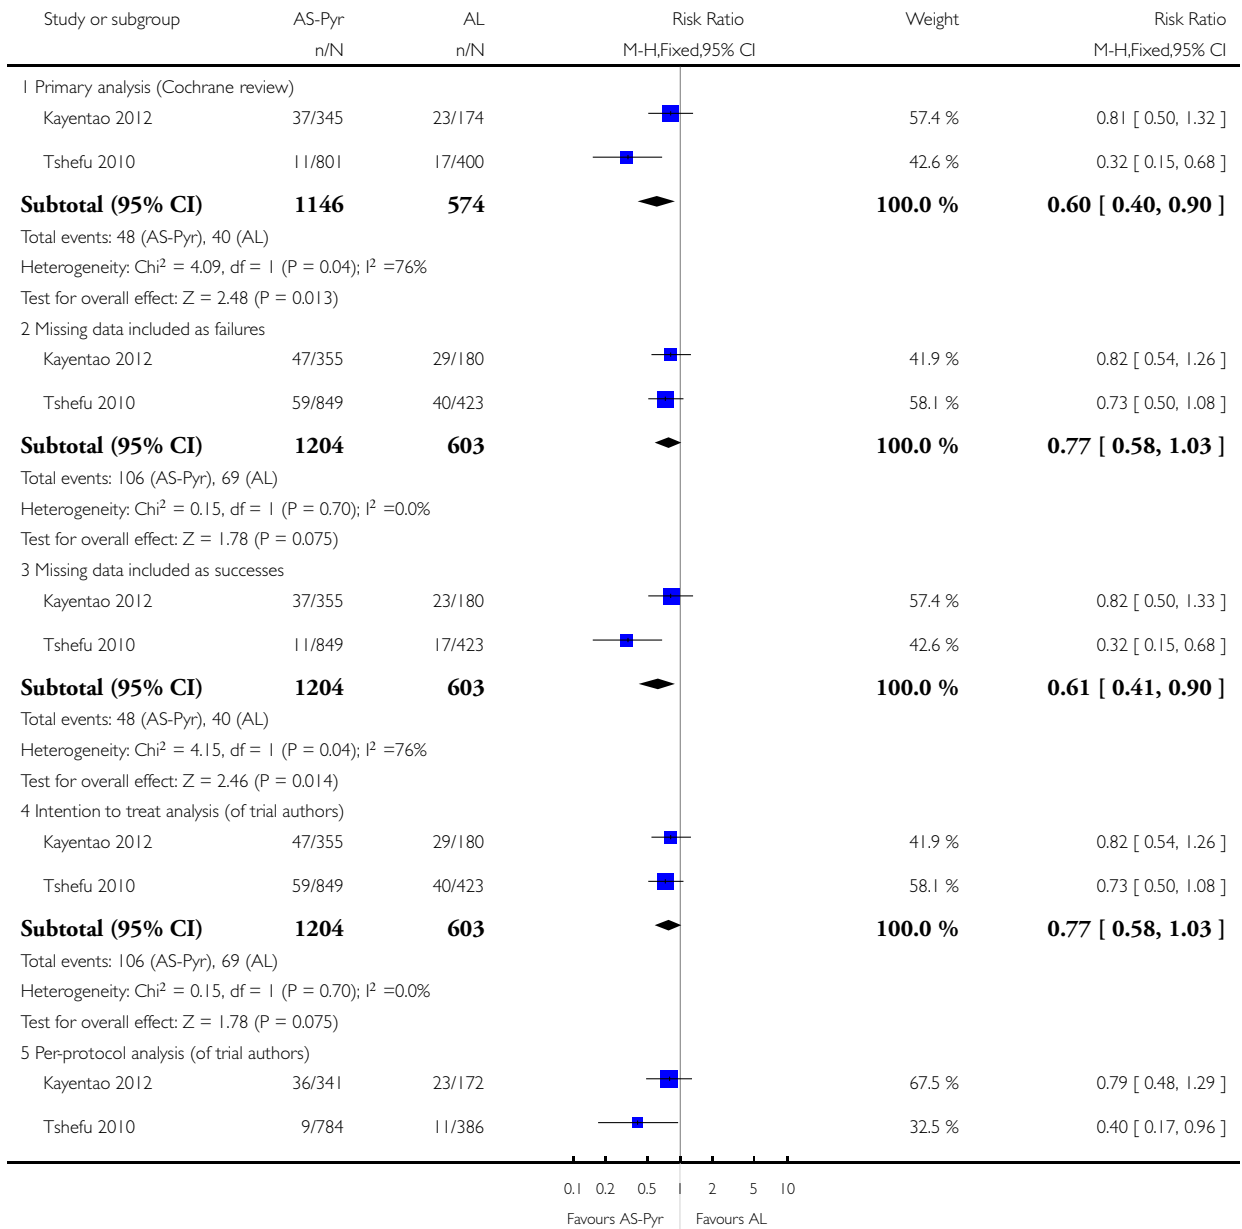 Study or subgroup AS-Pyr AL Risk Ratio Weight Risk Ratio
n/N n/N M-H,Fixed,95% CI M-H,Fixed,95% CI
1 Primary analysis (Cochrane review)
Kayentao 2012 37/345 23/174 57.4 % 0.81 [ 0.50, 1.32 ]
Tshefu 2010 11/801 17/400 42.6 % 0.32 [ 0.15, 0.68 ]
Subtotal (95% CI) 1146 574 100.0 % 0.60 [ 0.40, 0.90 ]
Total events: 48 (AS-Pyr), 40 (AL)
Heterogeneity: Chi² = 4.09, df = 1 (P = 0.04); I² =76%
Test for overall effect: Z = 2.48 (P = 0.013)
2 Missing data included as failures
Kayentao 2012 47/355 29/180 41.9 % 0.82 [ 0.54, 1.26 ]
Tshefu 2010 59/849 40/423 58.1 % 0.73 [ 0.50, 1.08 ]
Subtotal (95% CI) 1204 603 100.0 % 0.77 [ 0.58, 1.03 ]
Total events: 106 (AS-Pyr), 69 (AL)
Heterogeneity: Chi² = 0.15, df = 1 (P = 0.70); I² =0.0%
Test for overall effect: Z = 1.78 (P = 0.075)
3 Missing data included as successes
Kayentao 2012 37/355 23/180 57.4 % 0.82 [ 0.50, 1.33 ]
Tshefu 2010 11/849 17/423 42.6 % 0.32 [ 0.15, 0.68 ]
Subtotal (95% CI) 1204 603 100.0 % 0.61 [ 0.41, 0.90 ]
Total events: 48 (AS-Pyr), 40 (AL)
Heterogeneity: Chi² = 4.15, df = 1 (P = 0.04); I² =76%
Test for overall effect: Z = 2.46 (P = 0.014)
4 Intention to treat analysis (of trial authors)
Kayentao 2012 47/355 29/180 41.9 % 0.82 [ 0.54, 1.26 ]
Tshefu 2010 59/849 40/423 58.1 % 0.73 [ 0.50, 1.08 ]
Subtotal (95% CI) 1204 603 100.0 % 0.77 [ 0.58, 1.03 ]
Total events: 106 (AS-Pyr), 69 (AL)
Heterogeneity: Chi² = 0.15, df = 1 (P = 0.70); I² =0.0%
Test for overall effect: Z = 1.78 (P = 0.075)
5 Per-protocol analysis (of trial authors)
Kayentao 2012 36/341 23/172 67.5 % 0.79 [ 0.48, 1.29 ]
Tshefu 2010 9/784 11/386 32.5 % 0.40 [ 0.17, 0.96 ]
0.1 0.2 0.5 1 2 5 10
Favours AS-Pyr Favours AL